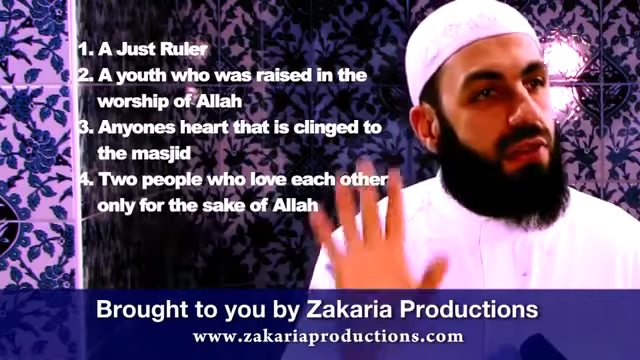 1. A Just Ruler
2. A youth who was raised in the
worship of Allah
3. Anyones heart that is clinged to
the masjid
4. Two people who love each other
only for the sake of Allah
Brought to you by Zakaria Productions
www.zakariaproductions.com